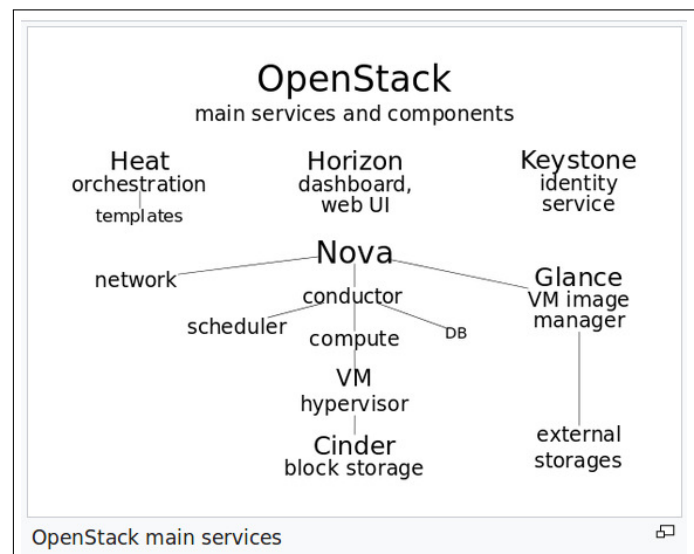 OpenStack
main services and components
Heat
orchestration
templates
Horizon
dashboard,
web UI
Keystone
identity
service
Nova
network
conductor
scheduler
compute
DB
VM
hypervisor
Cinder
block storage
Glance
VM image
manager
external
storages
OpenStack main services